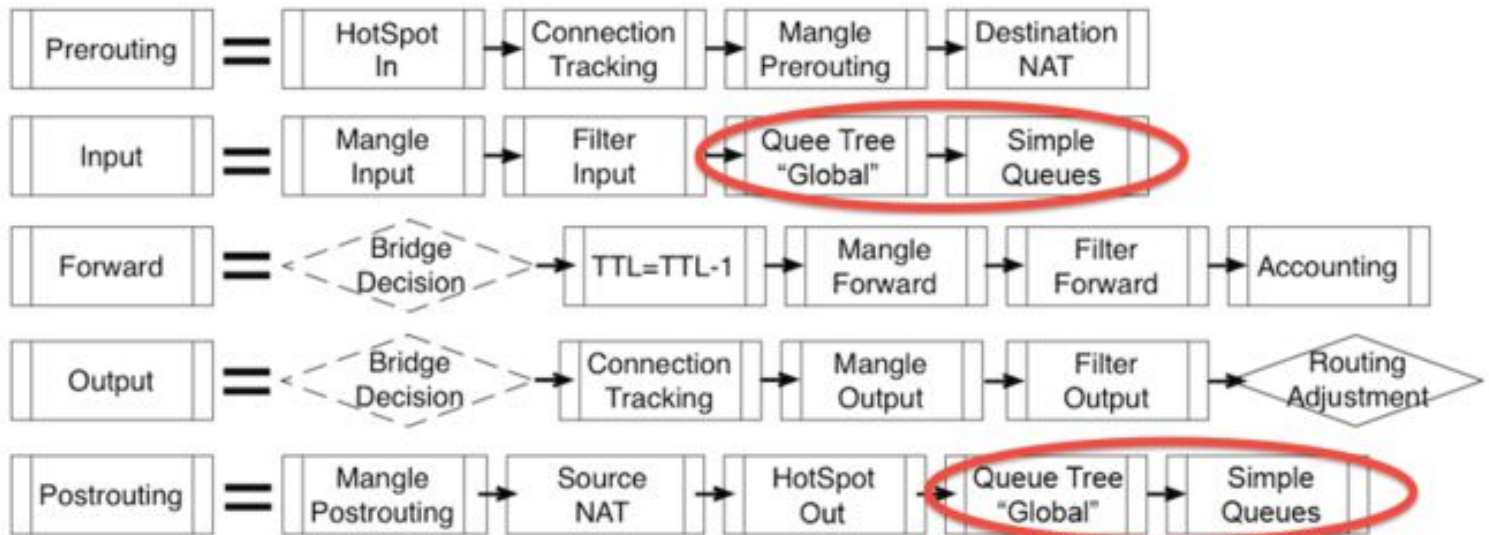 Prerouting = HotSpot In Connection Tracking Mangle Prerouting Destination NAT
Input = Mangle Input Filter Input Quee Tree “Global” Simple Queues
Forward = Bridge Decision TTL=TTL-1 Mangle Forward Filter Forward Accounting
Output = Bridge Decision Connection Tracking Mangle Output Filter Output Routing Adjustment
Postrouting = Mangle Postrouting Source NAT HotSpot Out Queue Tree “Global” Simple Queues